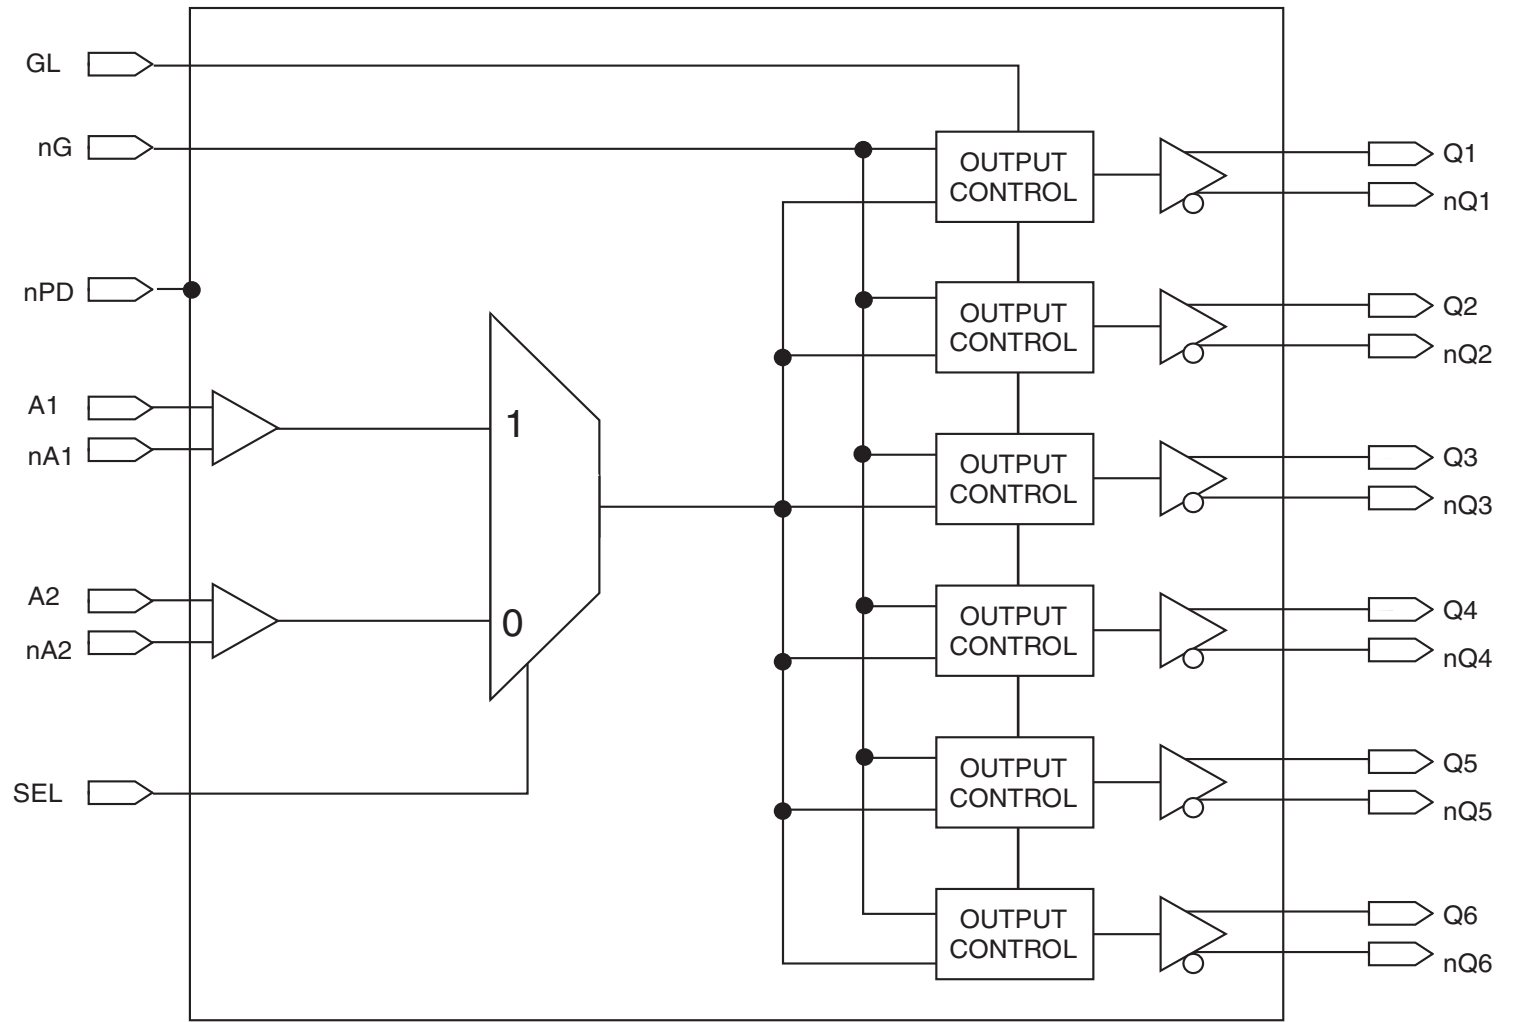 GL
nG
nPD
A1
nA1
A2
nA2
SEL
1
0
OUTPUT
CONTROL
OUTPUT
CONTROL
OUTPUT
CONTROL
OUTPUT
CONTROL
OUTPUT
CONTROL
OUTPUT
CONTROL
Q1
nQ1
Q2
nQ2
Q3
nQ3
Q4
nQ4
Q5
nQ5
Q6
nQ6